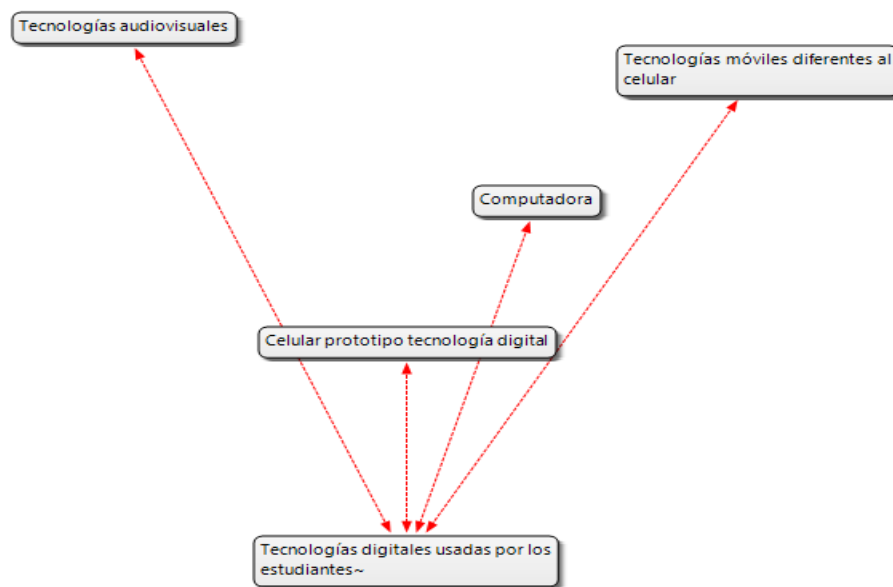 Tecnologías audiovisuales
Tecnologías móviles diferentes al
celular
Computadora
Celular prototipo tecnología digital
Tecnologías digitales usadas por los
estudiantes~